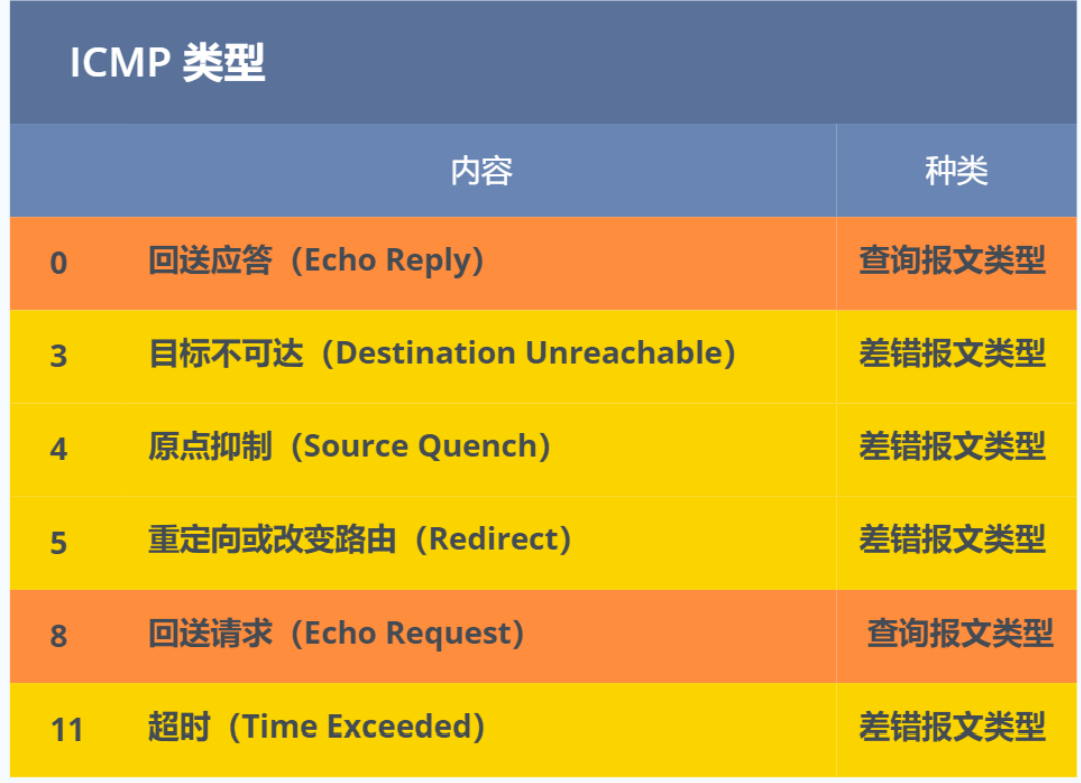 ICMP 类型
内容 种类
0 回送应答（Echo Reply） 查询报文类型
3 目标不可达（Destination Unreachable） 差错报文类型
4 原点抑制（Source Quench） 差错报文类型
5 重定向或改变路由（Redirect） 差错报文类型
8 回送请求（Echo Request） 查询报文类型
11 超时（Time Exceeded） 差错报文类型